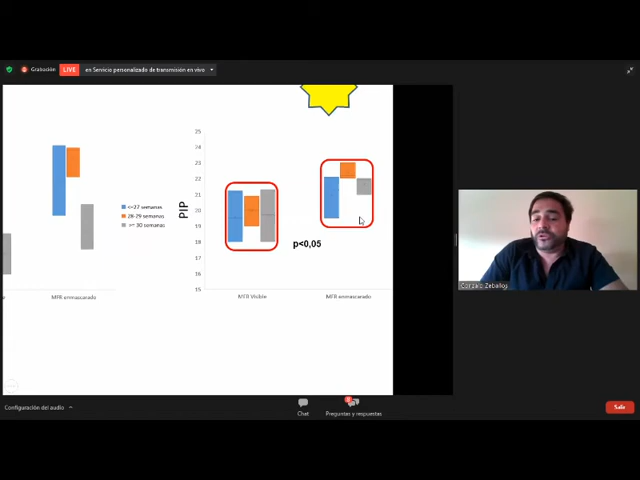 Grabución
LIVE
en Servicio personalizado de transmisión en vivo
25
24
23
22
21
20
19
18
17
16
15
PIP
<=27 semanas
28-29 semanas
>= 30 semanas
p<0,05
MFR enmascarado
MFR Visible
MFR enmascarado
Gonzalo Zeballos
Configuración del audio
Chat
Preguntas y respuestas
Salir